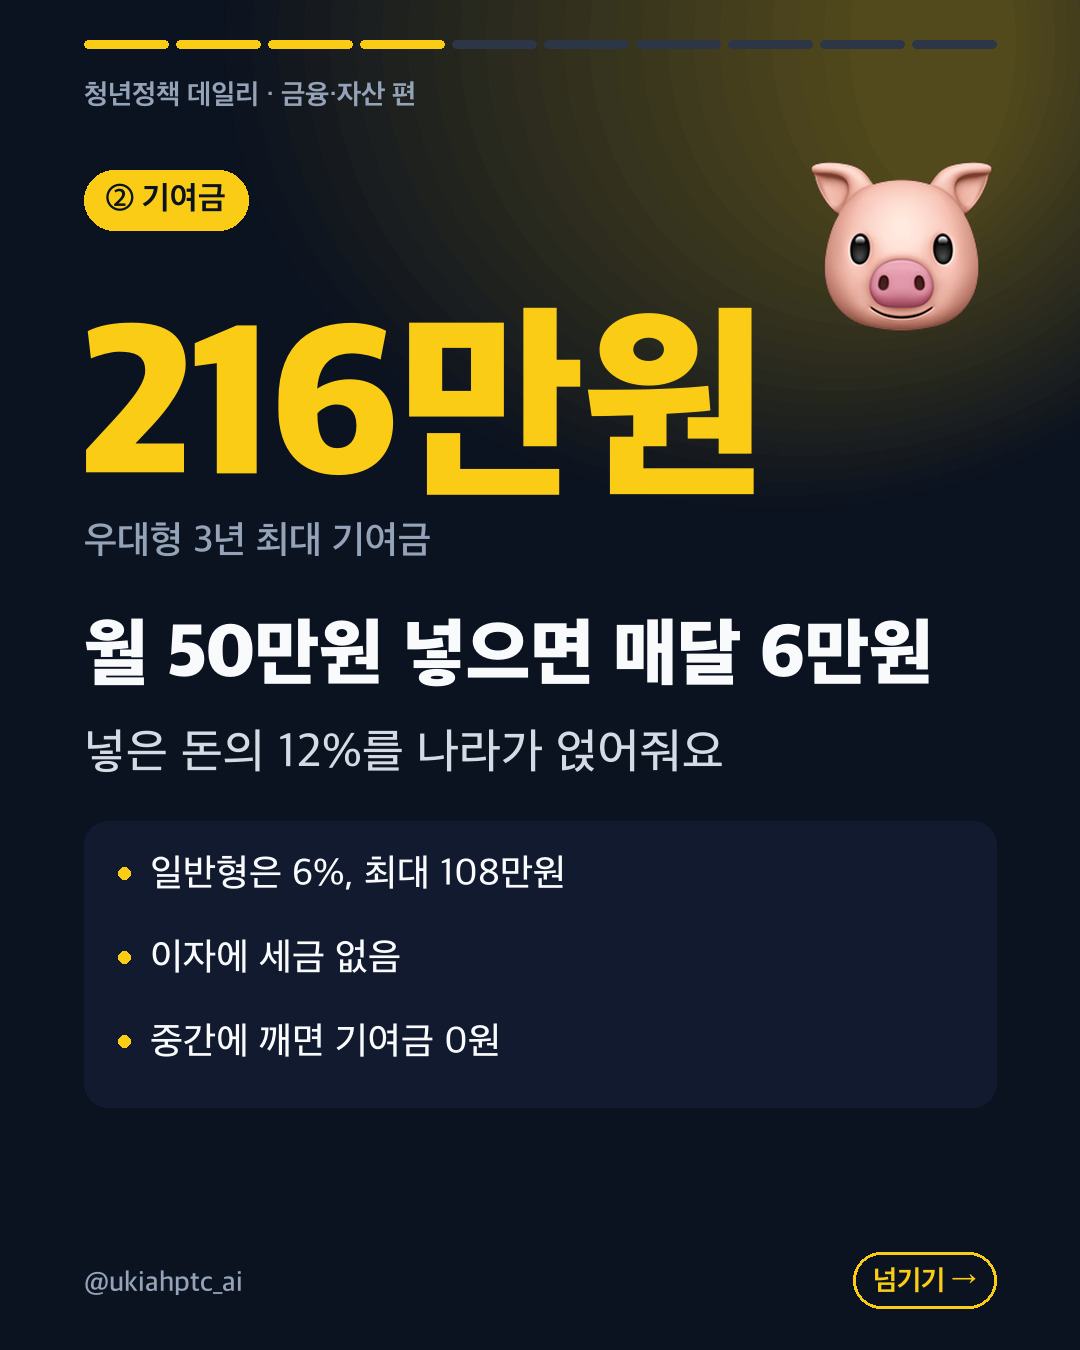 청년정책 데일리 · 금융·자산 편
② 기여금
216만원
우대형 3년 최대 기여금
월 50만원 넣으면 매달 6만원
넣은 돈의 12%를 나라가 얹어줘요
• 일반형은 6%, 최대 108만원
• 이자에 세금 없음
• 중간에 깨면 기여금 0원
@ukiahptc_ai
넘기기 →